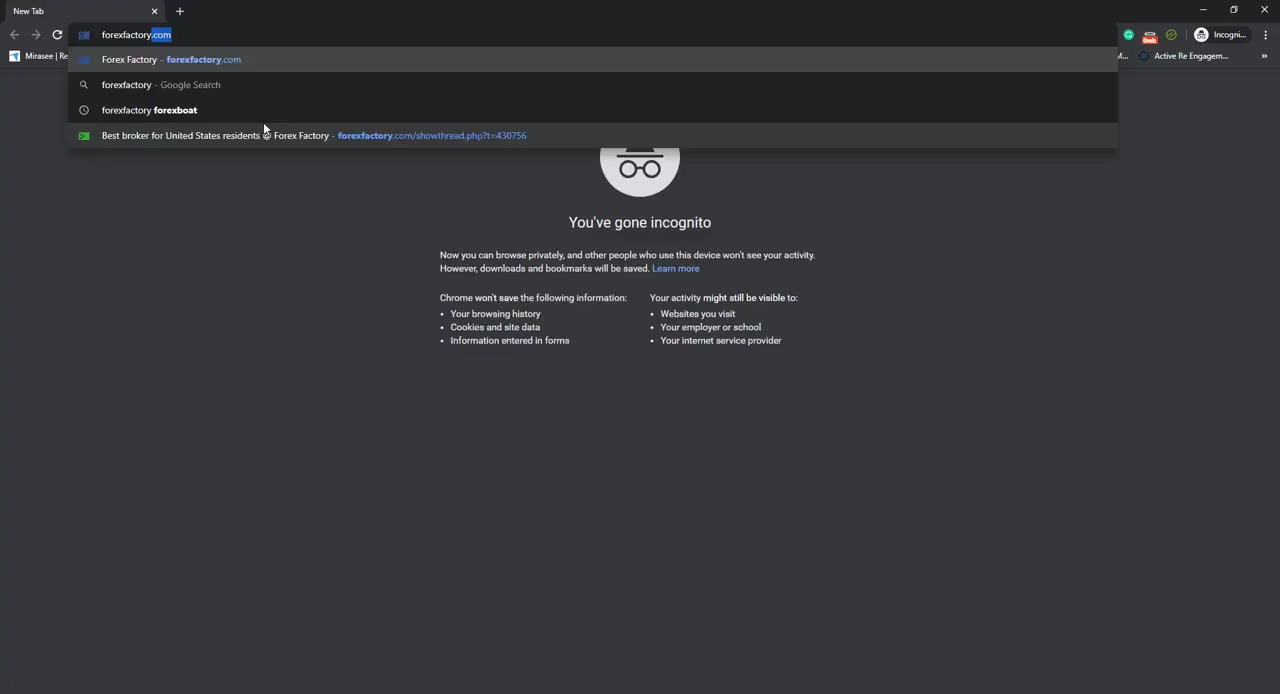 New Tab
forexfactory.com
Incogni...
Mirasee | Re
M...
Active Re Engagem...
Forex Factory - forexfactory.com
forexfactory - Google Search
forexfactory forexboat
Best broker for United States residents @ Forex Factory - forexfactory.com/showthread.php?t=430756
You've gone incognito
Now you can browse privately, and other people who use this device won't see your activity.
However, downloads and bookmarks will be saved. Learn more
Chrome won't save the following information:
• Your browsing history
• Cookies and site data
• Information entered in forms
Your activity might still be visible to:
• Websites you visit
• Your employer or school
• Your internet service provider